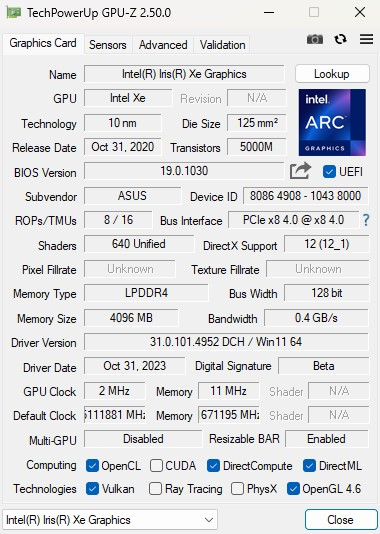 TechPowerUp GPU-Z 2.50.0
Graphics Card Sensors Advanced Validation
Name Intel(R) Iris(R) Xe Graphics Lookup
GPU Intel Xe Revision N/A
intel.
ARC
GRAPHICS
Technology 10 nm Die Size 125 mm²
Release Date Oct 31, 2020 Transistors 5000M
BIOS Version 19.0.1030 UEFI
Subvendor ASUS Device ID 8086 4908 - 1043 8000
ROPs/TMUs 8 / 16 Bus Interface PCIe x8 4.0 @ x8 4.0 ?
Shaders 640 Unified DirectX Support 12 (12_1)
Pixel Fillrate Unknown Texture Fillrate Unknown
Memory Type LPDDR4 Bus Width 128 bit
Memory Size 4096 MB Bandwidth 0.4 GB/s
Driver Version 31.0.101.4952 DCH / Win11 64
Driver Date Oct 31, 2023 Digital Signature Beta
GPU Clock 2 MHz Memory 11 MHz Shader N/A
Default Clock 5111881 MHz Memory 671195 MHz Shader N/A
Multi-GPU Disabled Resizable BAR Enabled
Computing OpenCL CUDA DirectCompute DirectML
Technologies Vulkan Ray Tracing PhysX OpenGL 4.6
Intel(R) Iris(R) Xe Graphics Close